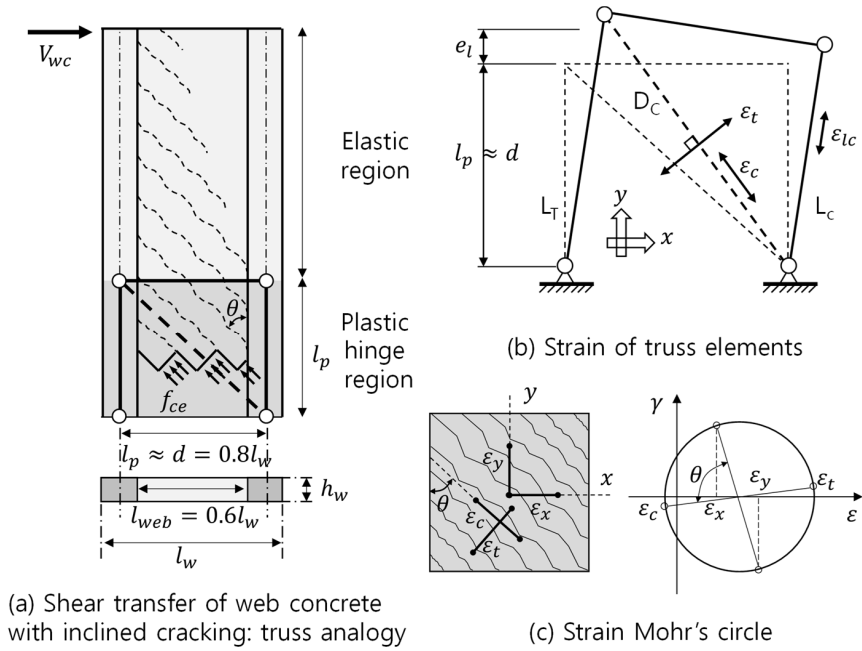 V_wc
Elastic
region
θ
Plastic
hinge
region
l_p
f_ce
l_p ≈ d = 0.8l_w
h_w
l_web = 0.6l_w
l_w
(a) Shear transfer of web concrete
with inclined cracking: truss analogy
e_l
D_C
ε_t
l_p ≈ d
ε_c
ε_lc
y
L_T
L_C
x
(b) Strain of truss elements
y
γ
ε_y
x
θ
ε_y
ε_t
θ
ε_c
ε_x
ε_c
ε_x
ε
ε_t
(c) Strain Mohr's circle